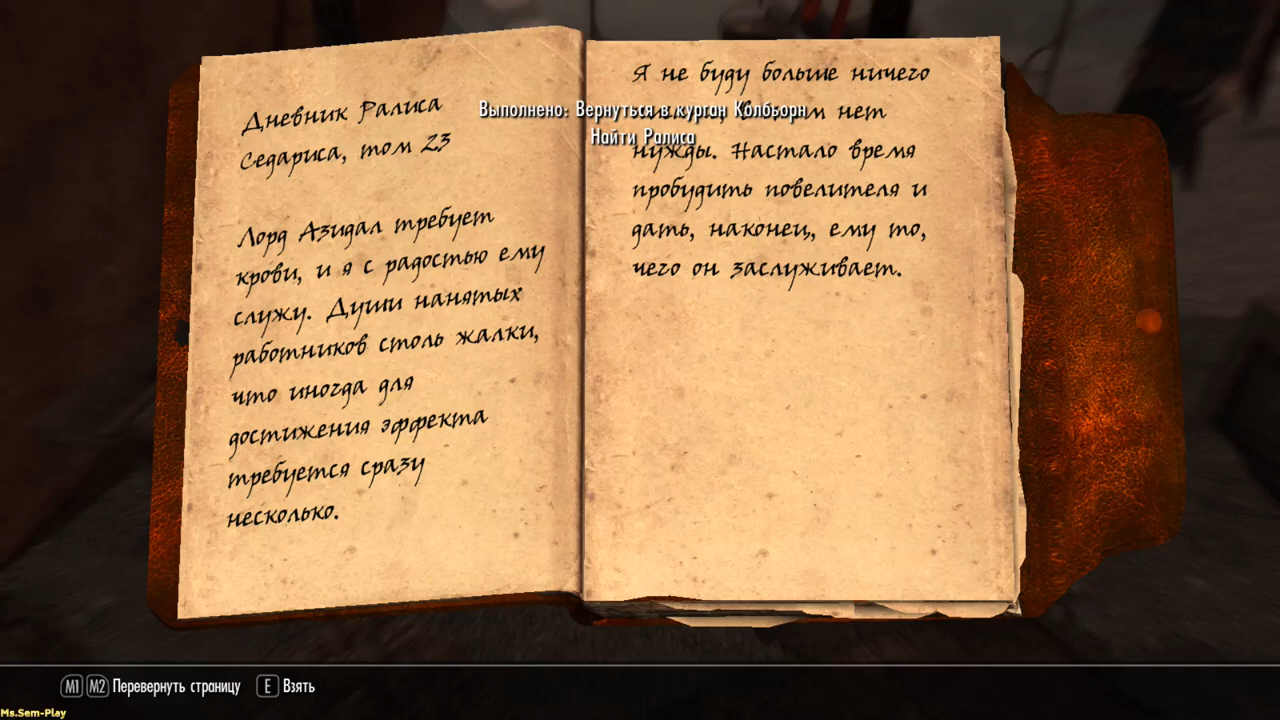 Дневник Ралиса
Седариса, том 23
Лорд Азидал требует
крови, и я с радостью ему
служу. Души нанятых
работников столь жалки,
что иногда для
достижения эффекта
требуется сразу
несколько.
Я не буду больше ничего
нет
нужды. Настало время
пробудить повелителя и
дать, наконец, ему то,
чего он заслуживает.
Выполнено: Вернуться в курган Колбьорн
Найти Ралиса
M1 M2 Перевернуть страницу E Взять
Ms.Sem-Play